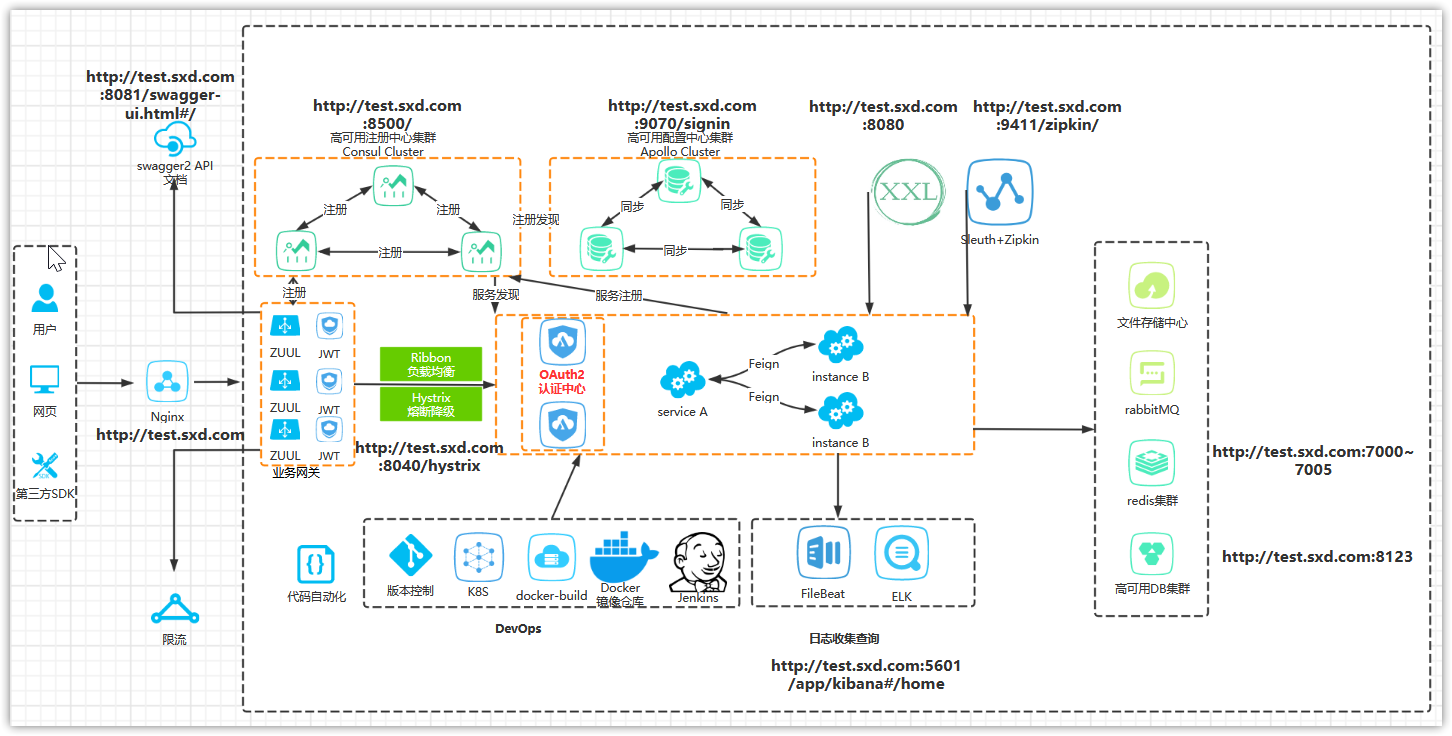 http://test.sxd.com
:8081/swagger-
ui.html#/
swagger2 API
文档
http://test.sxd.com
:8500/
高可用注册中心集群
Consul Cluster
注册
注册
注册
注册发现
http://test.sxd.com
:9070/signin
高可用配置中心集群
Apollo Cluster
同步
同步
同步
http://test.sxd.com
:8080
XXL
http://test.sxd.com
:9411/zipkin/
Sleuth+Zipkin
用户
网页
SDK
第三方SDK
Nginx
http://test.sxd.com
注册
ZUUL
JWT
ZUUL
JWT
ZUUL
JWT
业务网关
服务发现
服务注册
Ribbon
负载均衡
Hystrix
熔断降级
http://test.sxd.com
:8040/hystrix
OAuth2
认证中心
service A
Feign
Feign
instance B
instance B
文件存储中心
rabbitMQ
redis集群
高可用DB集群
http://test.sxd.com:7000~
7005
http://test.sxd.com:8123
限流
代码自动化
版本控制
K8S
docker-build
Docker
镜像仓库
Jenkins
DevOps
FileBeat
ELK
日志收集查询
http://test.sxd.com:5601
/app/kibana#/home